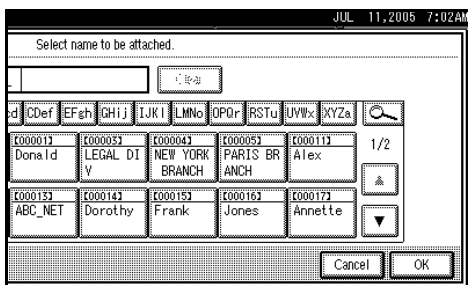 JUL 11,2005 7:02AM
Select name to be attached.
Clear
cd CDef EFgh GHij IJKl LMNo OPQr RSTu UVWx XYZa
[00001] [00003] [00004] [00005] [00011] 1/2
Donald LEGAL DI NEW YORK PARIS BR Alex
V BRANCH ANCH
[00013] [00014] [00015] [00016] [00017]
ABC_NET Dorothy Frank Jones Annette
Cancel OK